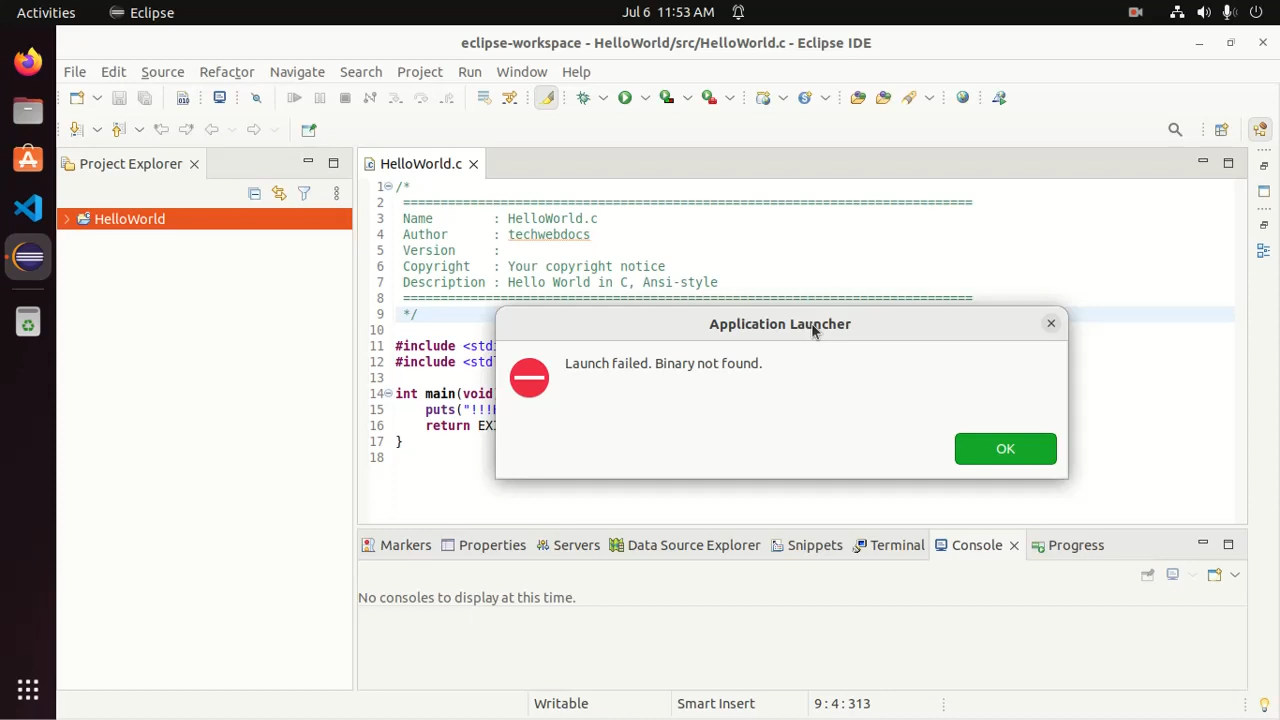 Activities Eclipse Jul 6 11:53 AM
eclipse-workspace - HelloWorld/src/HelloWorld.c - Eclipse IDE
File Edit Source Refactor Navigate Search Project Run Window Help
Project Explorer
HelloWorld
HelloWorld.c
1 /*
2 ============================================================================
3 Name : HelloWorld.c
4 Author : techwebdocs
5 Version :
6 Copyright : Your copyright notice
7 Description : Hello World in C, Ansi-style
8 ============================================================================
9 */
10
11 #include <stdi
12 #include <stdl
13
14 int main(void
15 puts("!!!H
16 return EXI
17 }
18
Application Launcher
Launch failed. Binary not found.
OK
Markers Properties Servers Data Source Explorer Snippets Terminal Console Progress
No consoles to display at this time.
Writable Smart Insert 9 : 4 : 313